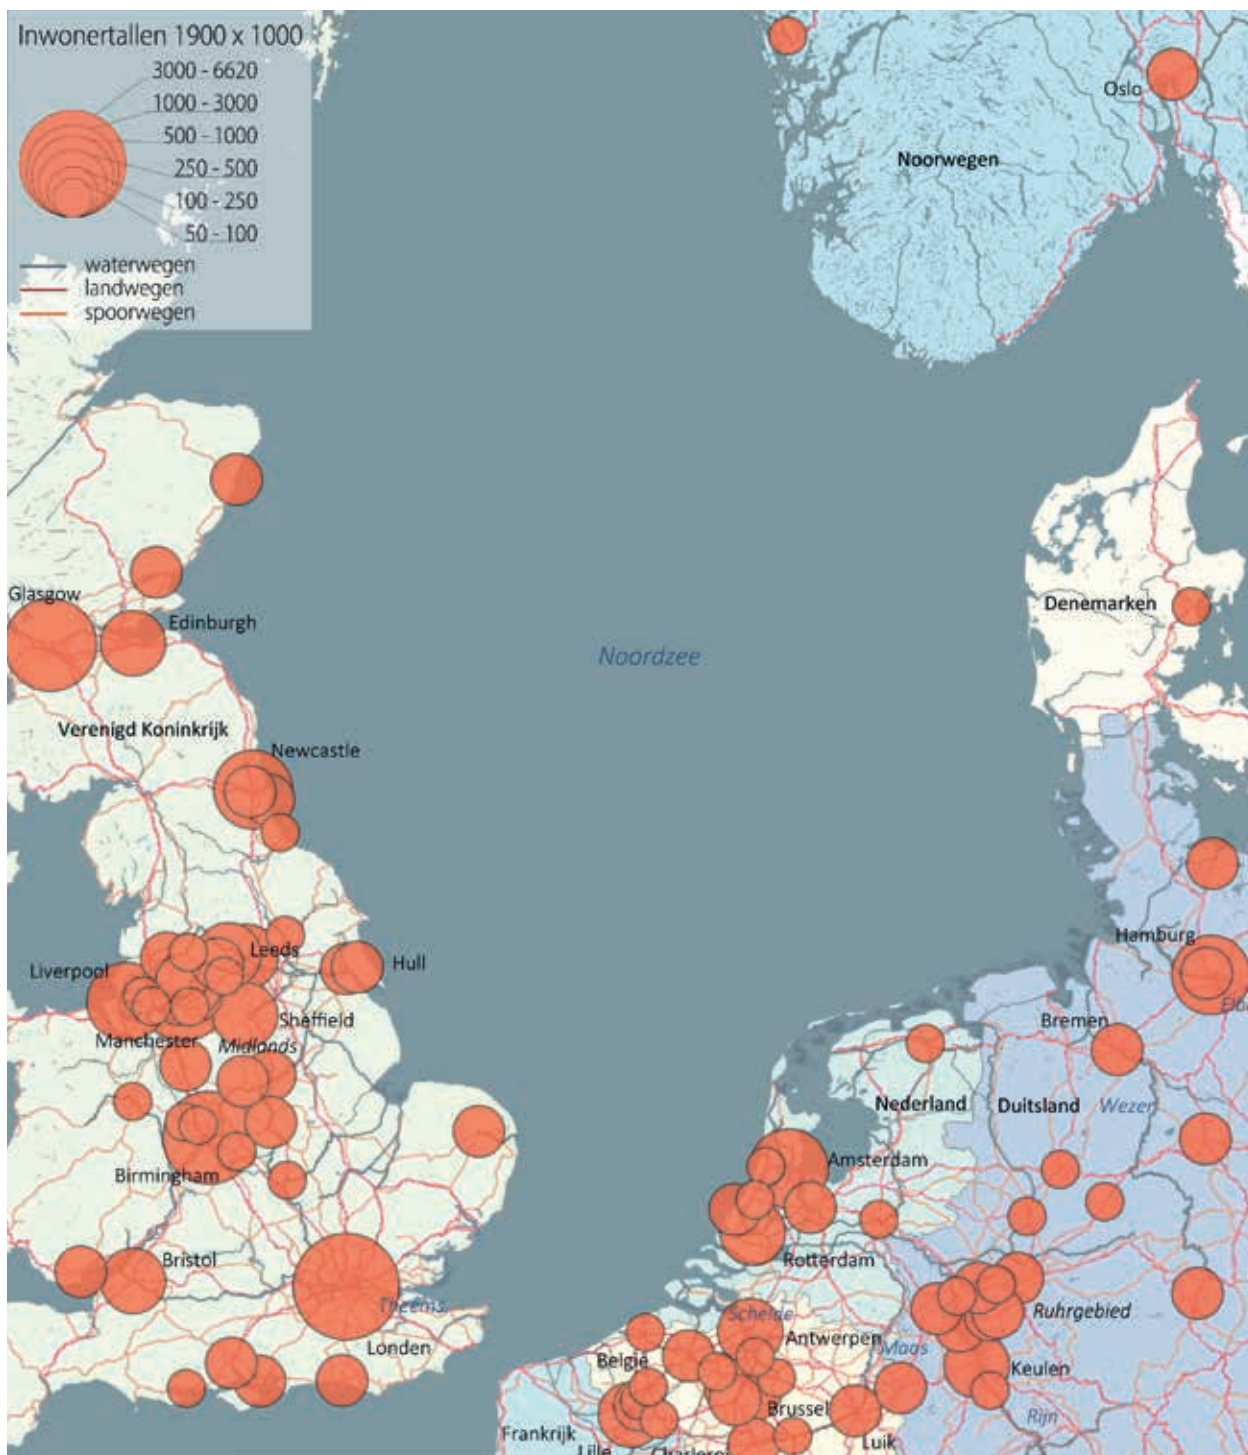 Inwonertallen 1900 x 1000
3000 - 6620
1000 - 3000
500 - 1000
250 - 500
100 - 250
50 - 100
waterwegen
landwegen
spoorwegen
Oslo
Noorwegen
Glasgow
Edinburgh
Denemarken
Noordzee
Verenigd Koninkrijk
Newcastle
Hamburg
Leeds
Hull
Liverpool
Elbe
Sheffield
Bremen
Manchester
Midlands
Nederland
Duitsland
Wezer
Amsterdam
Birmingham
Bristol
Rotterdam
Theems
Schelde
Ruhrgebied
Antwerpen
Londen
Maas
België
Keulen
Brussel
Rijn
Frankrijk
Luik
Lille
Charleroi